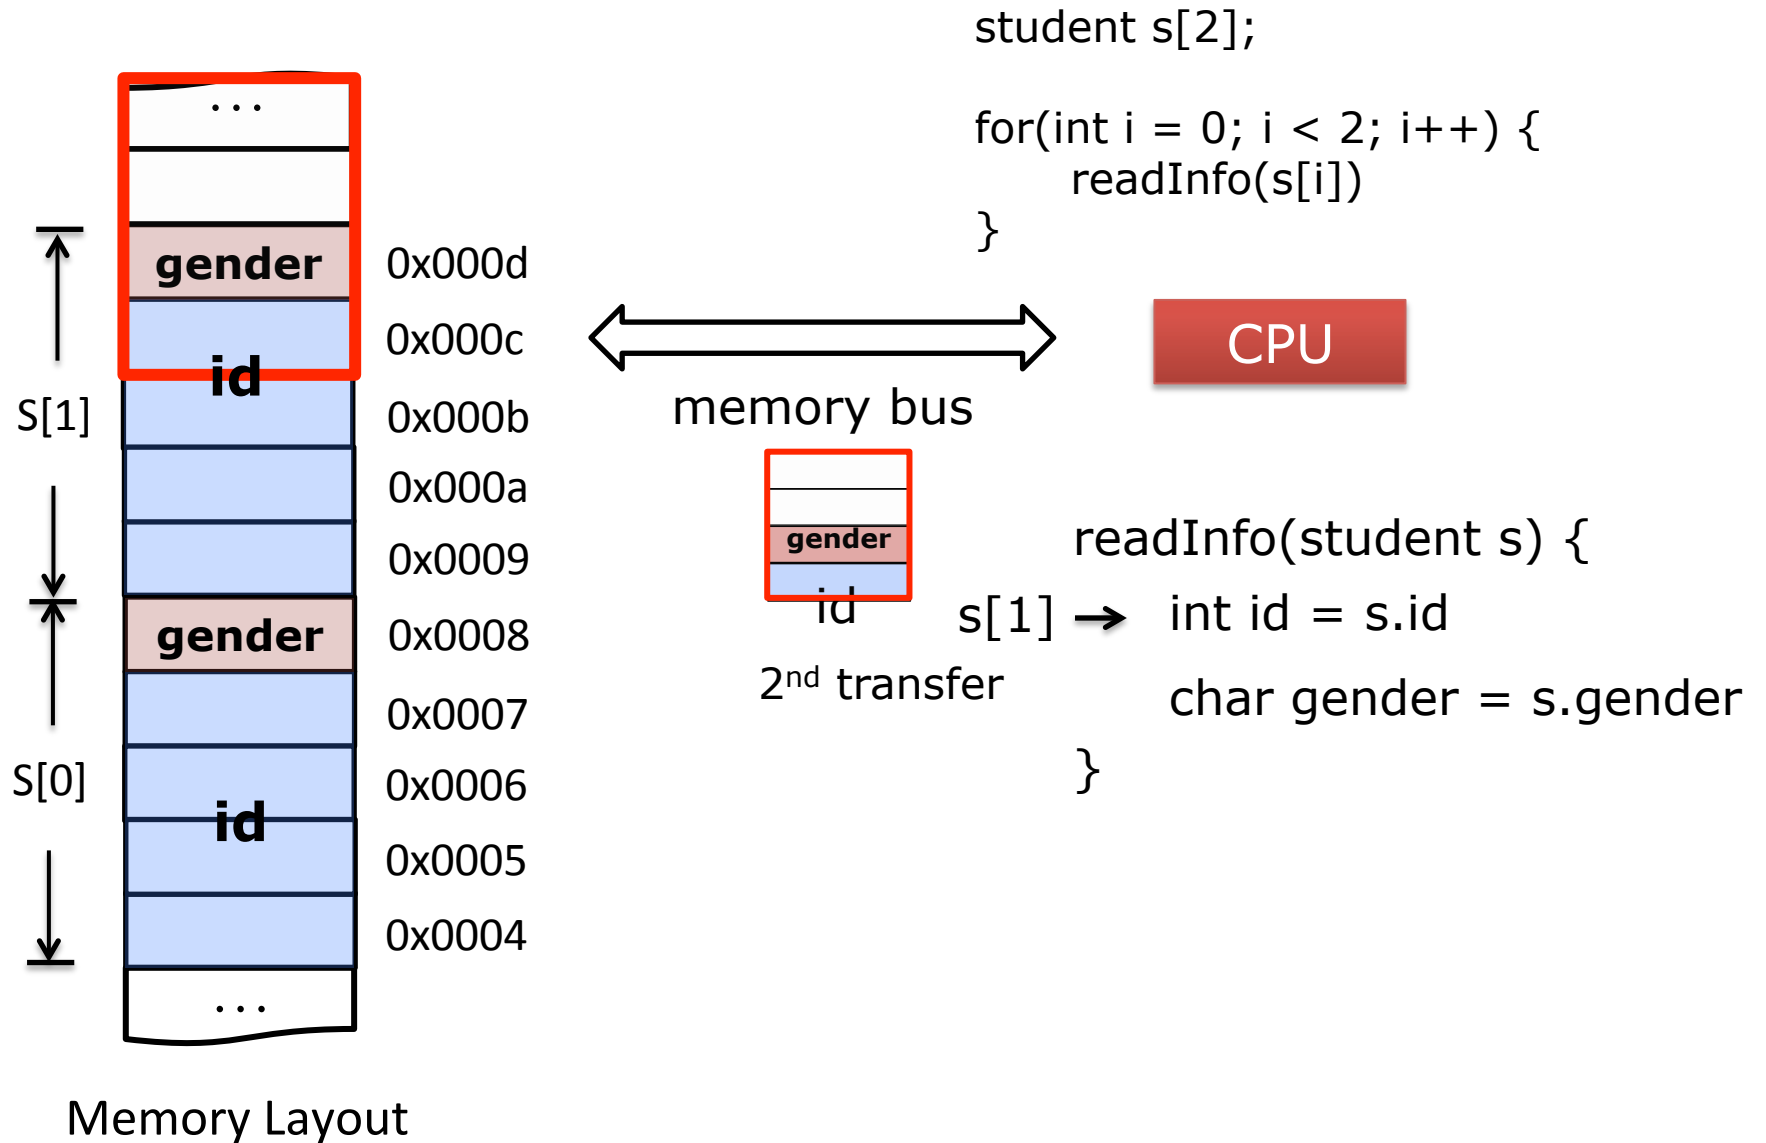 student s[2];
for(int i = 0; i < 2; i++) {
readInfo(s[i])
}
...
gender
0x000d
0x000c
id
0x000b
S[1]
0x000a
0x0009
gender
0x0008
0x0007
S[0]
0x0006
id
0x0005
0x0004
...
Memory Layout
CPU
memory bus
gender
id
2nd transfer
readInfo(student s) {
s[1] → int id = s.id
char gender = s.gender
}